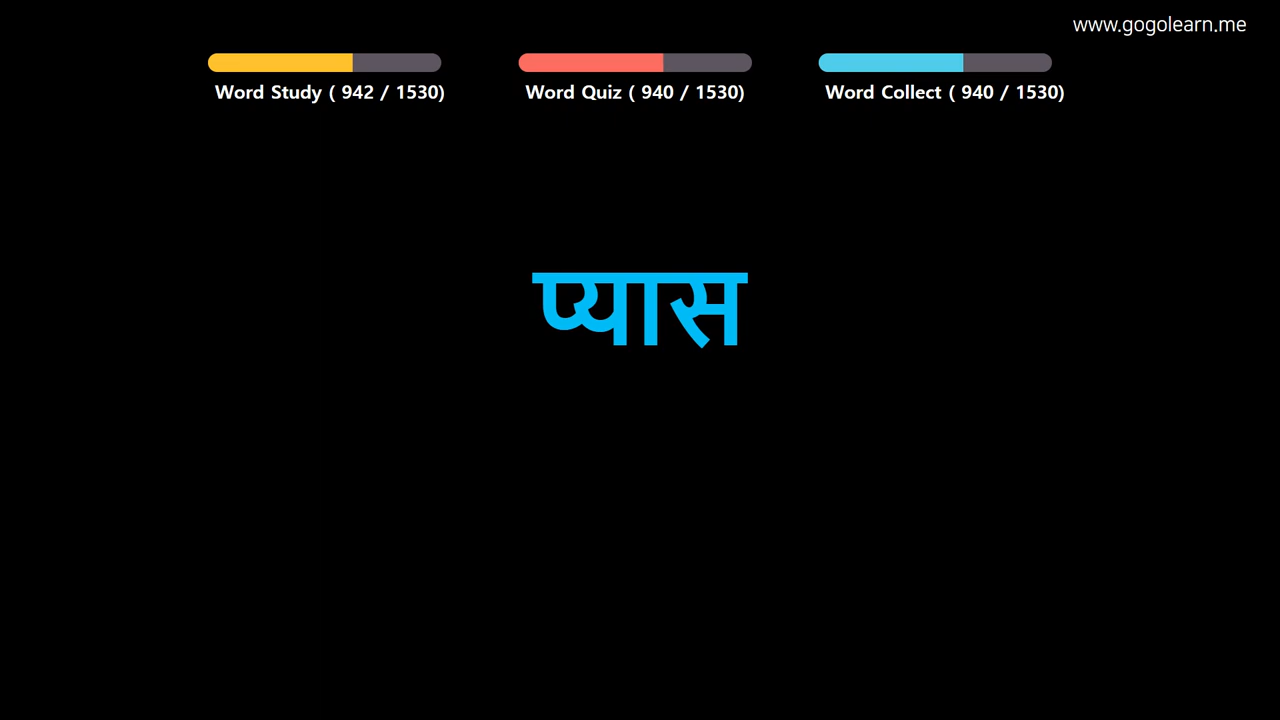 www.gogolearn.me
Word Study ( 942 / 1530) Word Quiz ( 940 / 1530) Word Collect ( 940 / 1530)
प्यास